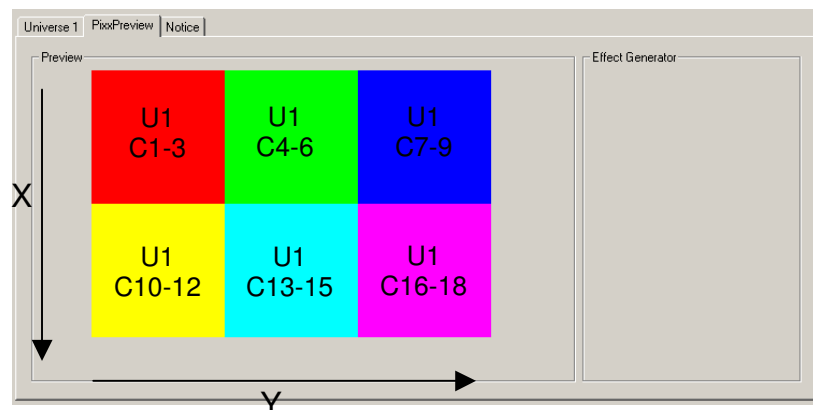 Universe 1 PixxPreview Notice
Preview Effect Generator
U1 U1 U1
C1-3 C4-6 C7-9
X
U1 U1 U1
C10-12 C13-15 C16-18
Y